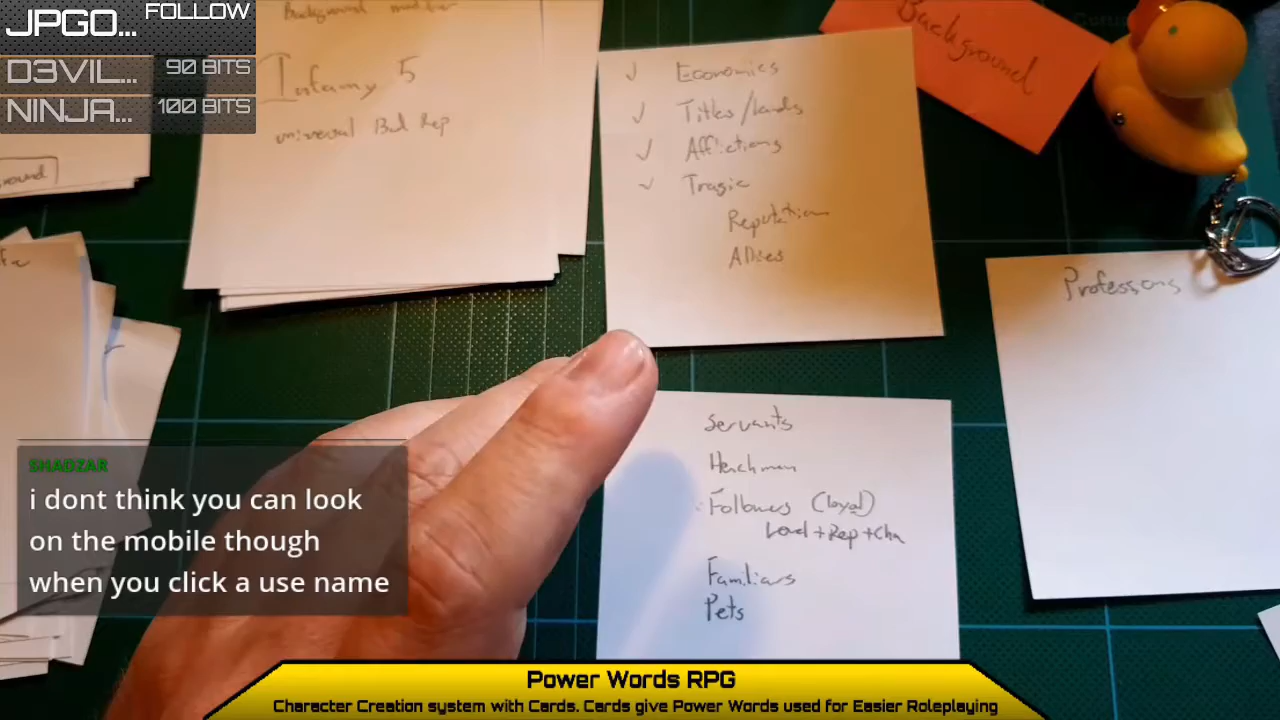 JPGO... FOLLOW
D3VIL... 90 BITS
NINJA... 100 BITS
Background
Infamy 5
universal Bad Rep
Economics
Titles/lands
Afflictions
Tragic
Reputation
Background
Professons
Servants
Henchmen
Followers (loyal)
Level+Rep+Cha
Familiars
Pets
SHADZAR
i dont think you can look
on the mobile though
when you click a use name
Power Words RPG
Character Creation system with Cards. Cards give Power Words used for Easier Roleplaying